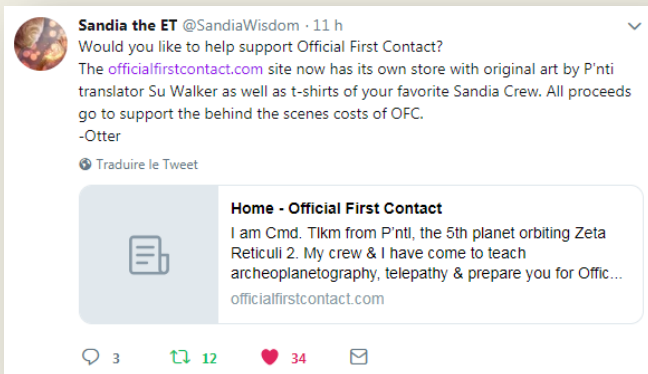 Sandia the ET @SandiaWisdom · 11 h
Would you like to help support Official First Contact?
The officialfirstcontact.com site now has its own store with original art by P'nti
translator Su Walker as well as t-shirts of your favorite Sandia Crew. All proceeds
go to support the behind the scenes costs of OFC.
-Otter
Traduire le Tweet
Home - Official First Contact
I am Cmd. Tlkm from P'ntl, the 5th planet orbiting Zeta
Reticuli 2. My crew & I have come to teach
archeoplanetography, telepathy & prepare you for Offic...
officialfirstcontact.com
3 12 34